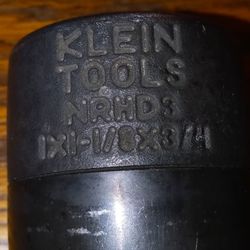 KLEIN
TOOLS
NRHD3
1X1-1/8X3/4